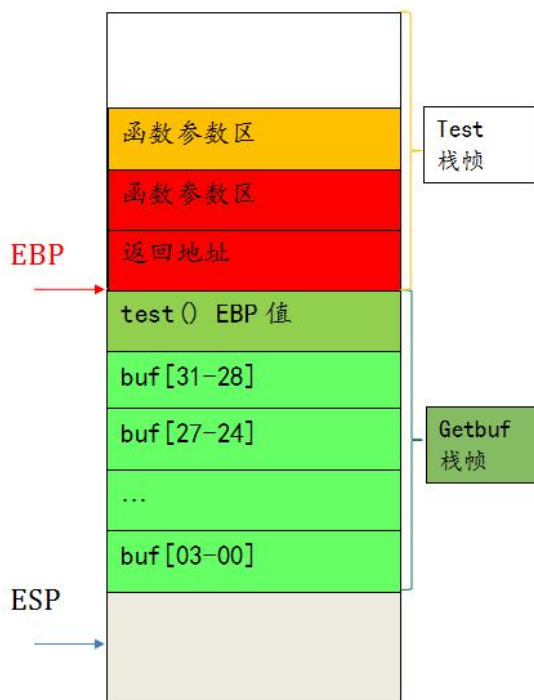 函数参数区
Test
栈帧
函数参数区
EBP
返回地址
test() EBP 值
buf[31-28]
buf[27-24]
Getbuf
栈帧
...
buf[03-00]
ESP